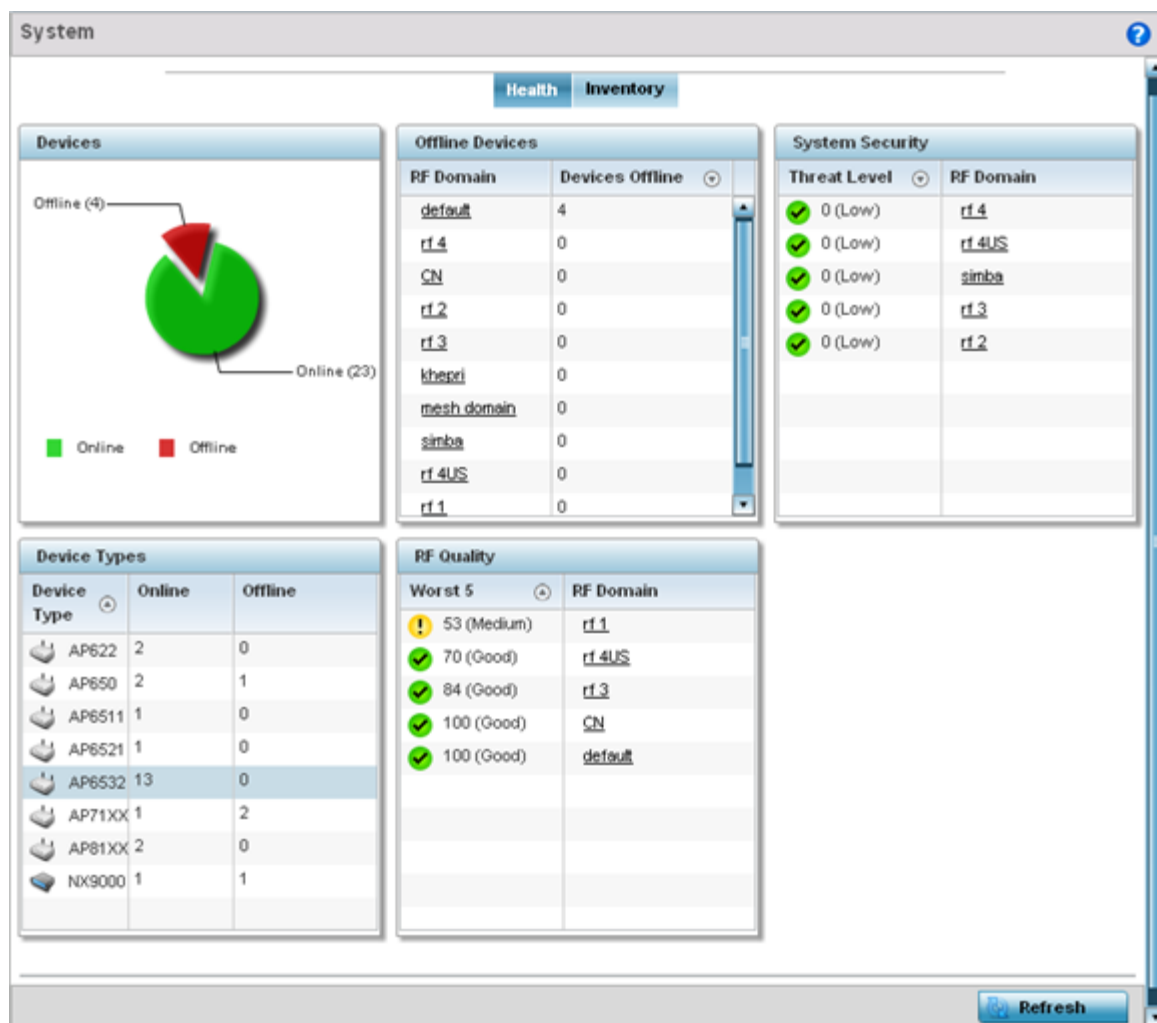 System
Health Inventory
Devices
Offline (4)
Online (23)
Online Offline
Offline Devices
RF Domain Devices Offline
default 4
rf 4 0
CN 0
rf 2 0
rf 3 0
khepri 0
mesh domain 0
simba 0
rf 4US 0
rf 1 0
System Security
Threat Level RF Domain
0 (Low) rf 4
0 (Low) rf 4US
0 (Low) simba
0 (Low) rf 3
0 (Low) rf 2
Device Types
Device Type Online Offline
AP622 2 0
AP650 2 1
AP6511 1 0
AP6521 1 0
AP6532 13 0
AP71XX 1 2
AP81XX 2 0
NX9000 1 1
RF Quality
Worst 5 RF Domain
53 (Medium) rf 1
70 (Good) rf 4US
84 (Good) rf 3
100 (Good) CN
100 (Good) default
Refresh